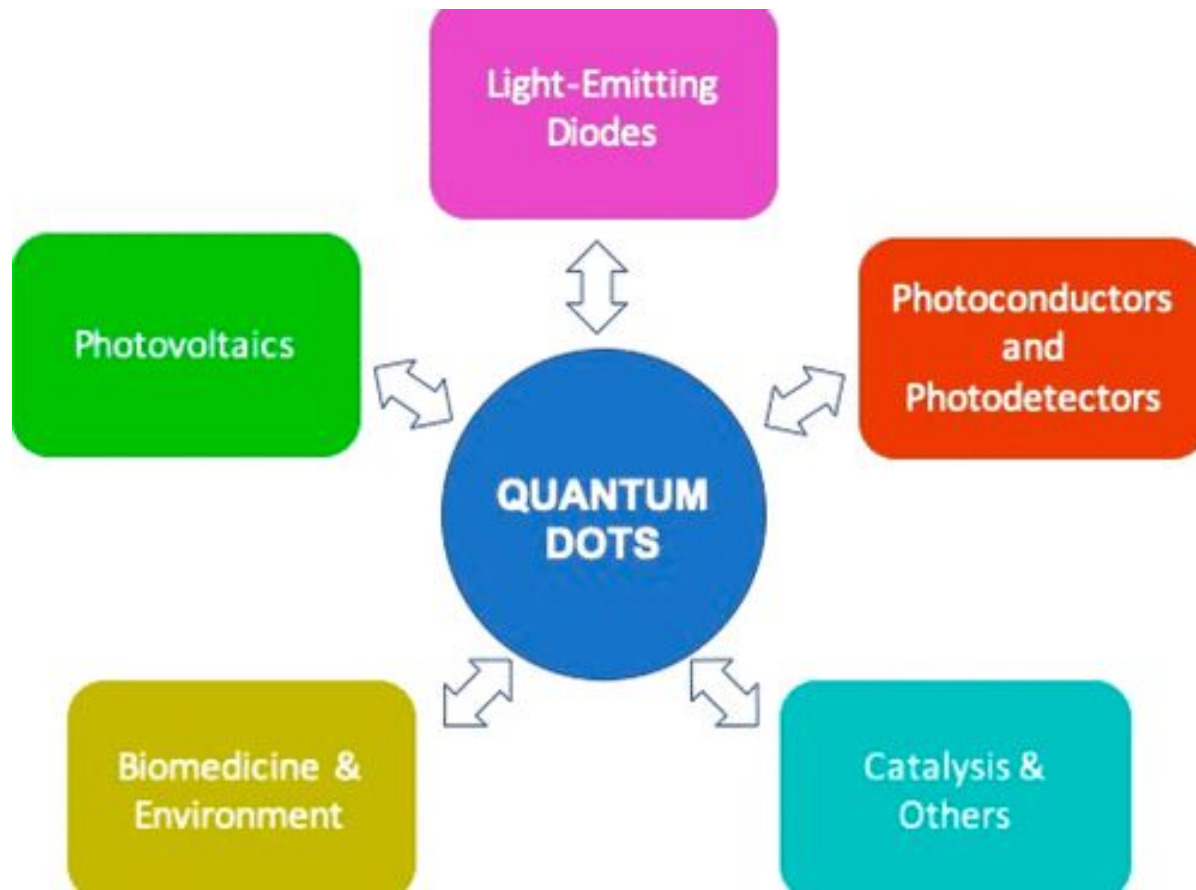 Light-Emitting
Diodes
Photovoltaics
Photoconductors
and
Photodetectors
QUANTUM
DOTS
Biomedicine &
Environment
Catalysis &
Others